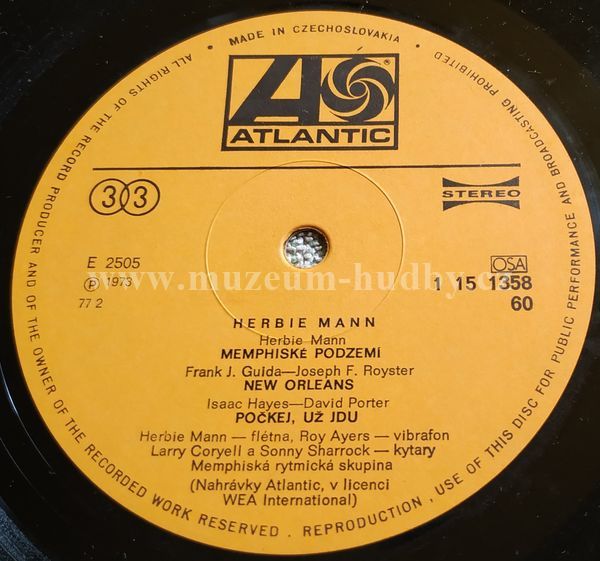 ALL RIGHTS OF THE RECORD PRODUCER AND OF THE OWNER OF THE RECORDED WORK RESERVED. REPRODUCTION, USE OF THIS DISC FOR PUBLIC PERFORMANCE AND BROADCASTING PROHIBITED
• MADE IN CZECHOSLOVAKIA •
ATLANTIC
33
STEREO
E 2505
℗ 1973
77 2
OSA
1 15 1358
60
www.muzeum-hudby.cz
HERBIE MANN
Herbie Mann
MEMPHISKÉ PODZEMÍ
Frank J. Guida—Joseph F. Royster
NEW ORLEANS
Isaac Hayes—David Porter
POČKEJ, UŽ JDU
Herbie Mann — flétna, Roy Ayers — vibrafon
Larry Coryell a Sonny Sharrock — kytary
Memphiská rytmická skupina
(Nahrávky Atlantic, v licenci
WEA International)